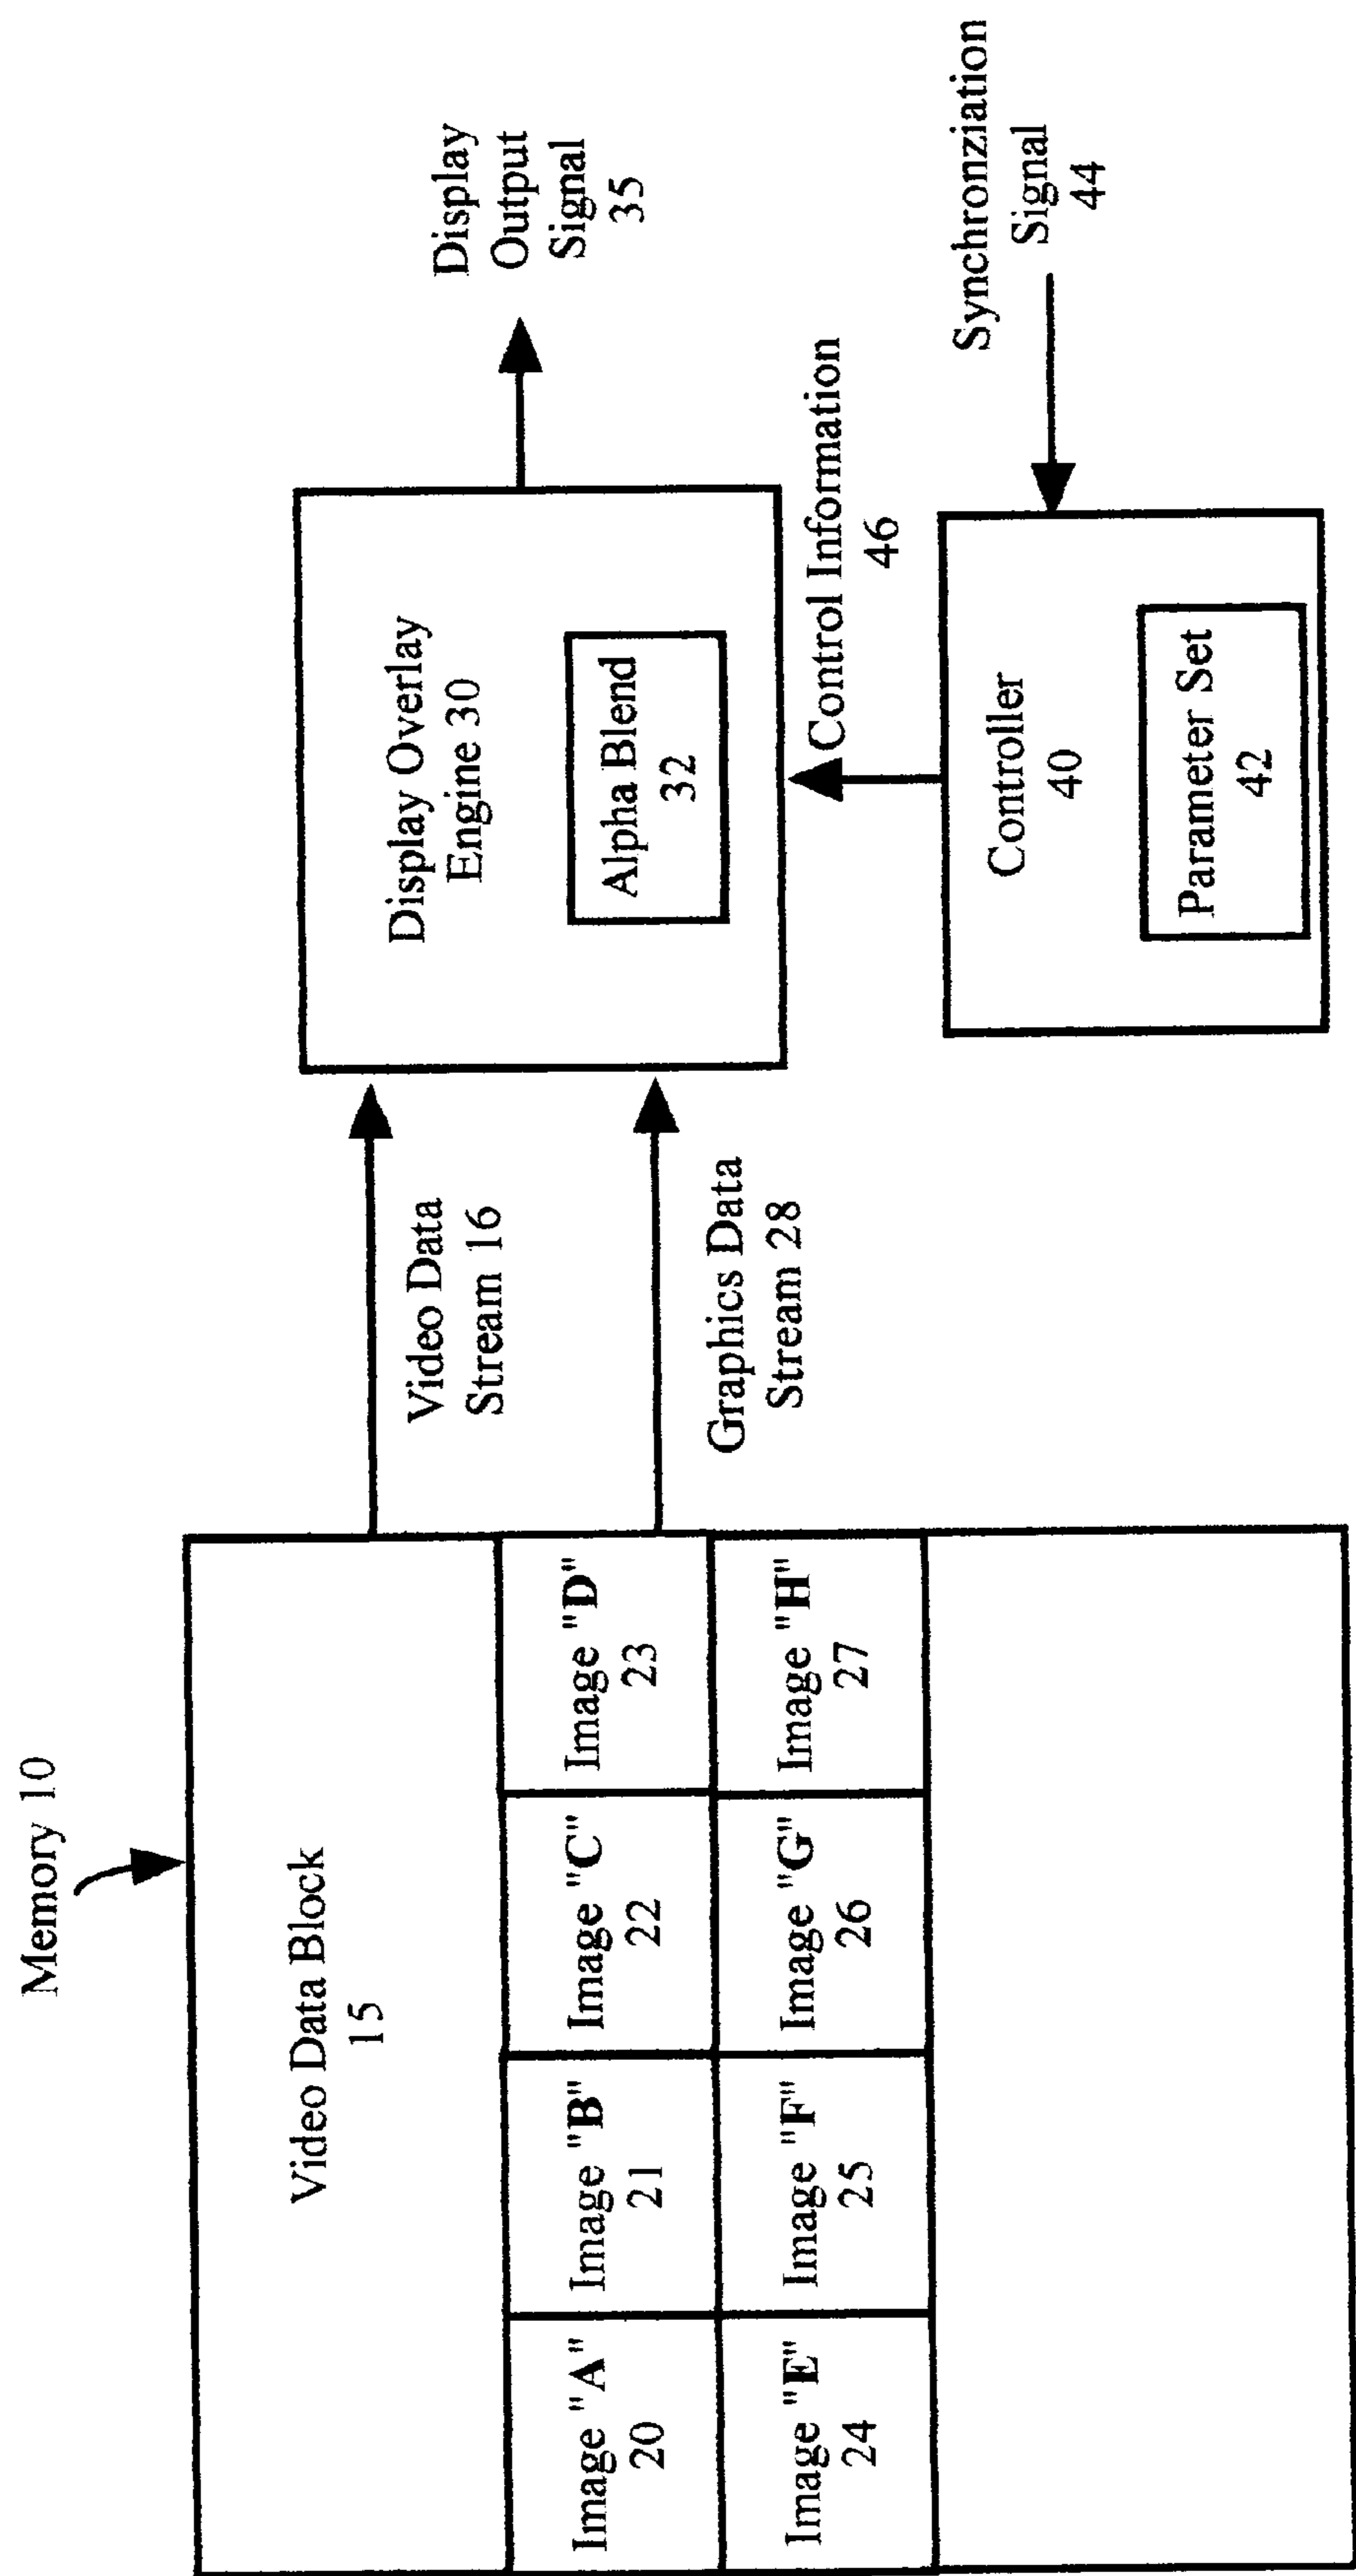 Memory 10
Video Data Block
15
Image "A"
20
Image "B"
21
Image "C"
22
Image "D"
23
Image "E"
24
Image "F"
25
Image "G"
26
Image "H"
27
Video Data
Stream 16
Graphics Data
Stream 28
Display Overlay
Engine 30
Alpha Blend
32
Display
Output
Signal
35
Control Information
46
Controller
40
Parameter Set
42
Synchronziation
Signal
44